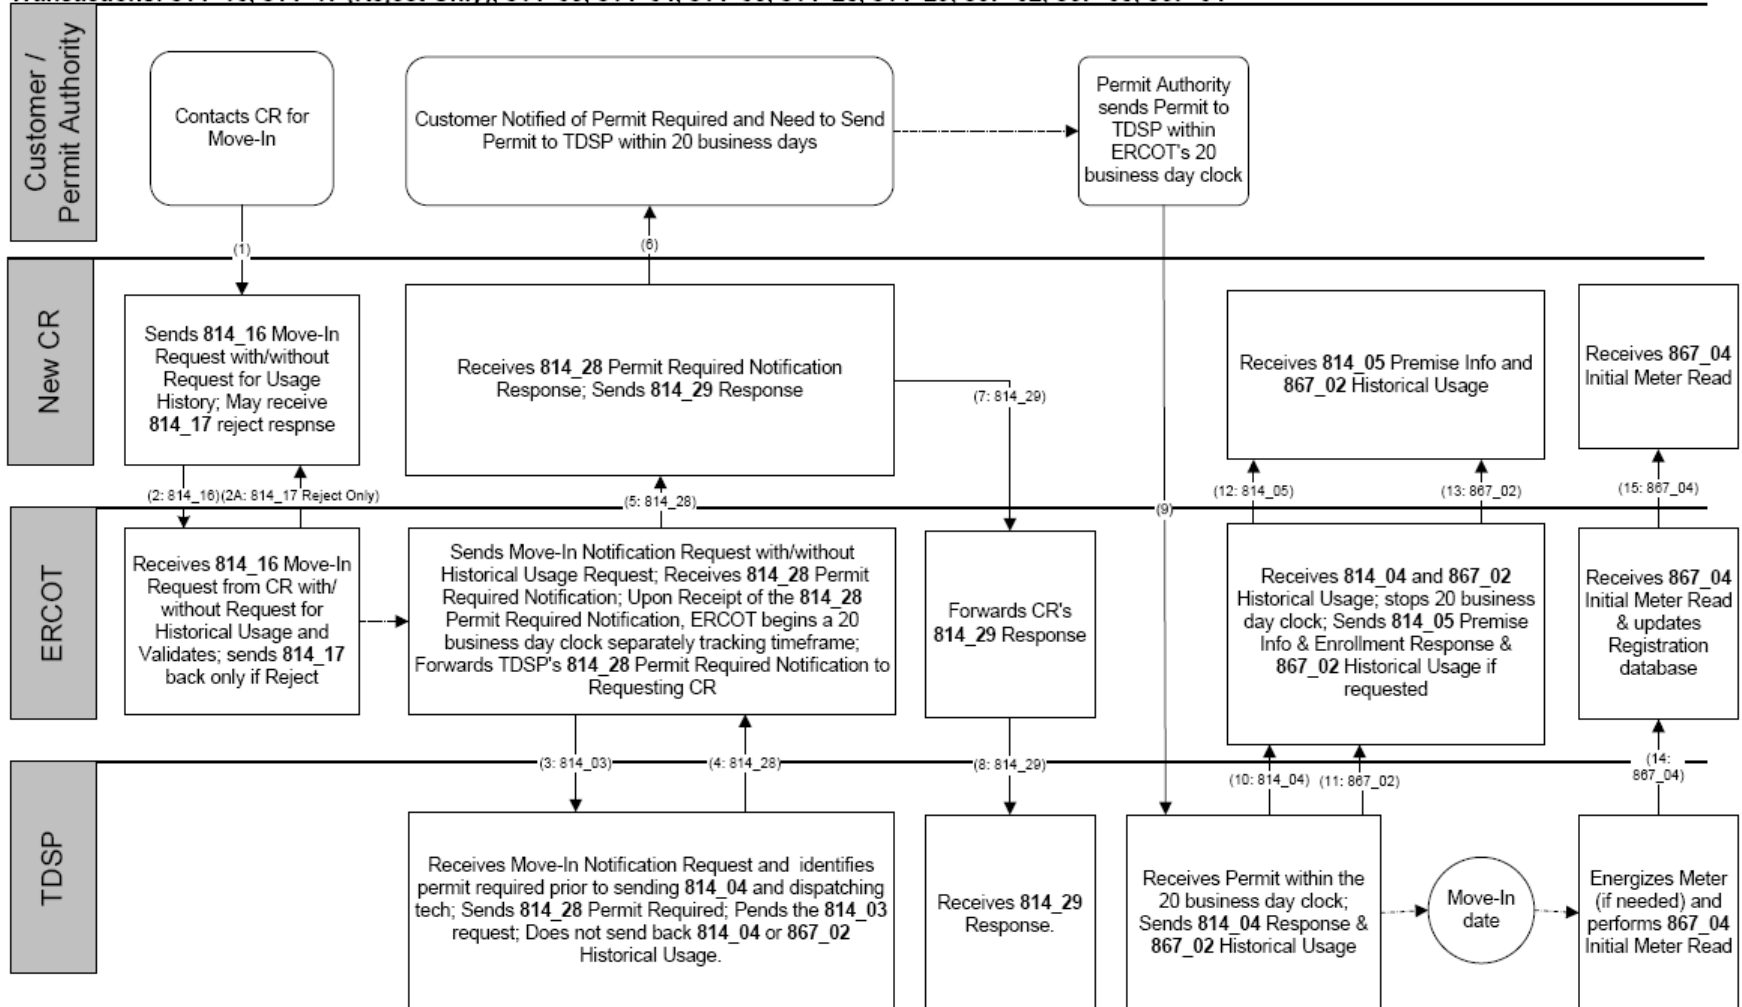 Customer /
Permit Authority
Contacts CR for
Move-In
Customer Notified of Permit Required and Need to Send
Permit to TDSP within 20 business days
Permit Authority
sends Permit to
TDSP within
ERCOT's 20
business day clock
(1)
(6)
New CR
Sends 814_16 Move-In
Request with/without
Request for Usage
History; May receive
814_17 reject respnse
Receives 814_28 Permit Required Notification
Response; Sends 814_29 Response
(7: 814_29)
Receives 814_05 Premise Info and
867_02 Historical Usage
Receives 867_04
Initial Meter Read
(2: 814_16)
(2A: 814_17 Reject Only)
(5: 814_28)
(9)
(12: 814_05)
(13: 867_02)
(15: 867_04)
ERCOT
Receives 814_16 Move-In
Request from CR with/
without Request for
Historical Usage and
Validates; sends 814_17
back only if Reject
Sends Move-In Notification Request with/without
Historical Usage Request; Receives 814_28 Permit
Required Notification; Upon Receipt of the 814_28
Permit Required Notification, ERCOT begins a 20
business day clock separately tracking timeframe;
Forwards TDSP's 814_28 Permit Required Notification to
Requesting CR
Forwards CR's
814_29 Response
Receives 814_04 and 867_02
Historical Usage; stops 20 business
day clock; Sends 814_05 Premise
Info & Enrollment Response &
867_02 Historical Usage if
requested
Receives 867_04
Initial Meter Read
& updates
Registration
database
(3: 814_03)
(4: 814_28)
(8: 814_29)
(10: 814_04)
(11: 867_02)
(14:
867_04)
TDSP
Receives Move-In Notification Request and identifies
permit required prior to sending 814_04 and dispatching
tech; Sends 814_28 Permit Required; Pends the 814_03
request; Does not send back 814_04 or 867_02
Historical Usage.
Receives 814_29
Response.
Receives Permit within the
20 business day clock;
Sends 814_04 Response &
867_02 Historical Usage
Move-In
date
Energizes Meter
(if needed) and
performs 867_04
Initial Meter Read